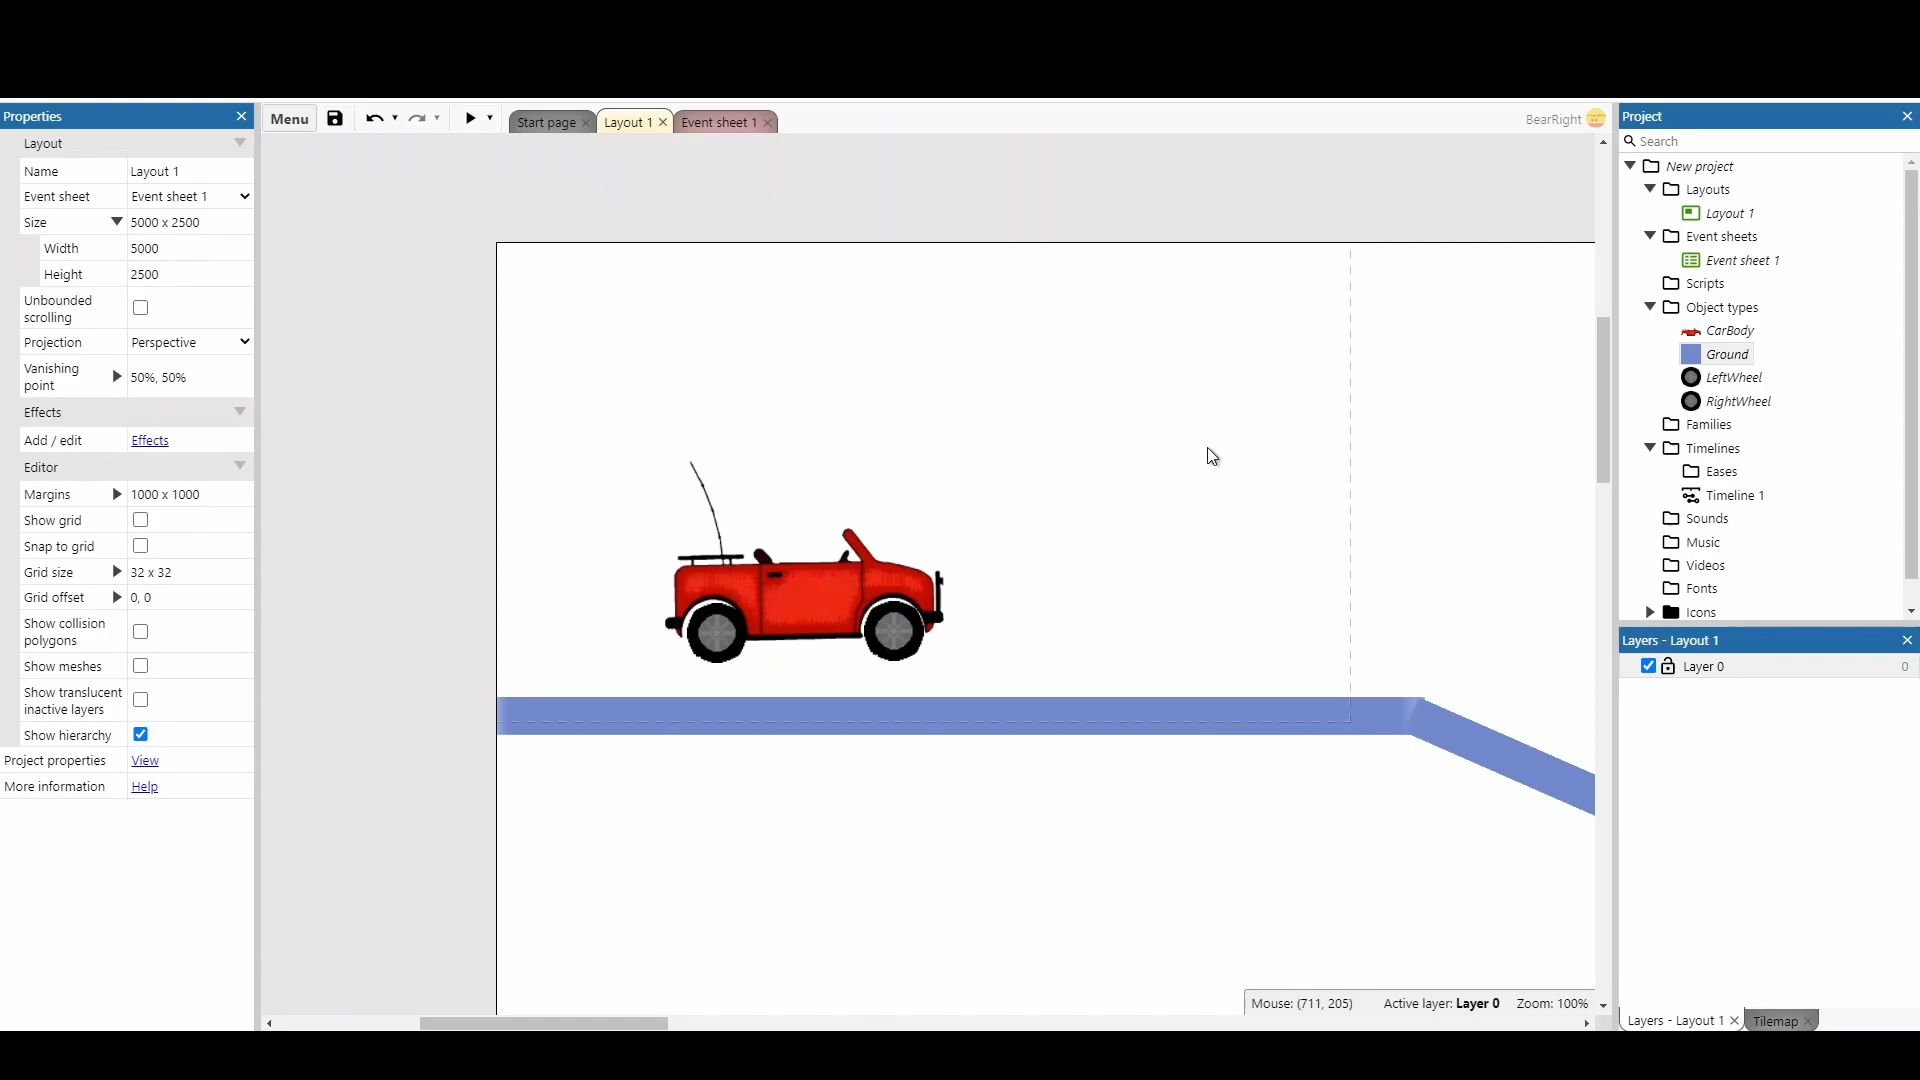 Properties
Layout
Name Layout 1
Event sheet Event sheet 1
Size 5000 x 2500
Width 5000
Height 2500
Unbounded
scrolling
Projection Perspective
Vanishing
point 50%, 50%
Effects
Add / edit Effects
Editor
Margins 1000 x 1000
Show grid
Snap to grid
Grid size 32 x 32
Grid offset 0, 0
Show collision
polygons
Show meshes
Show translucent
inactive layers
Show hierarchy
Project properties View
More information Help
Menu
Start page
Layout 1
Event sheet 1
BearRight
Mouse: (711, 205) Active layer: Layer 0 Zoom: 100%
Project
Search
New project
Layouts
Layout 1
Event sheets
Event sheet 1
Scripts
Object types
CarBody
Ground
LeftWheel
RightWheel
Families
Timelines
Eases
Timeline 1
Sounds
Music
Videos
Fonts
Icons
Layers - Layout 1
Layer 0 0
Layers - Layout 1 Tilemap